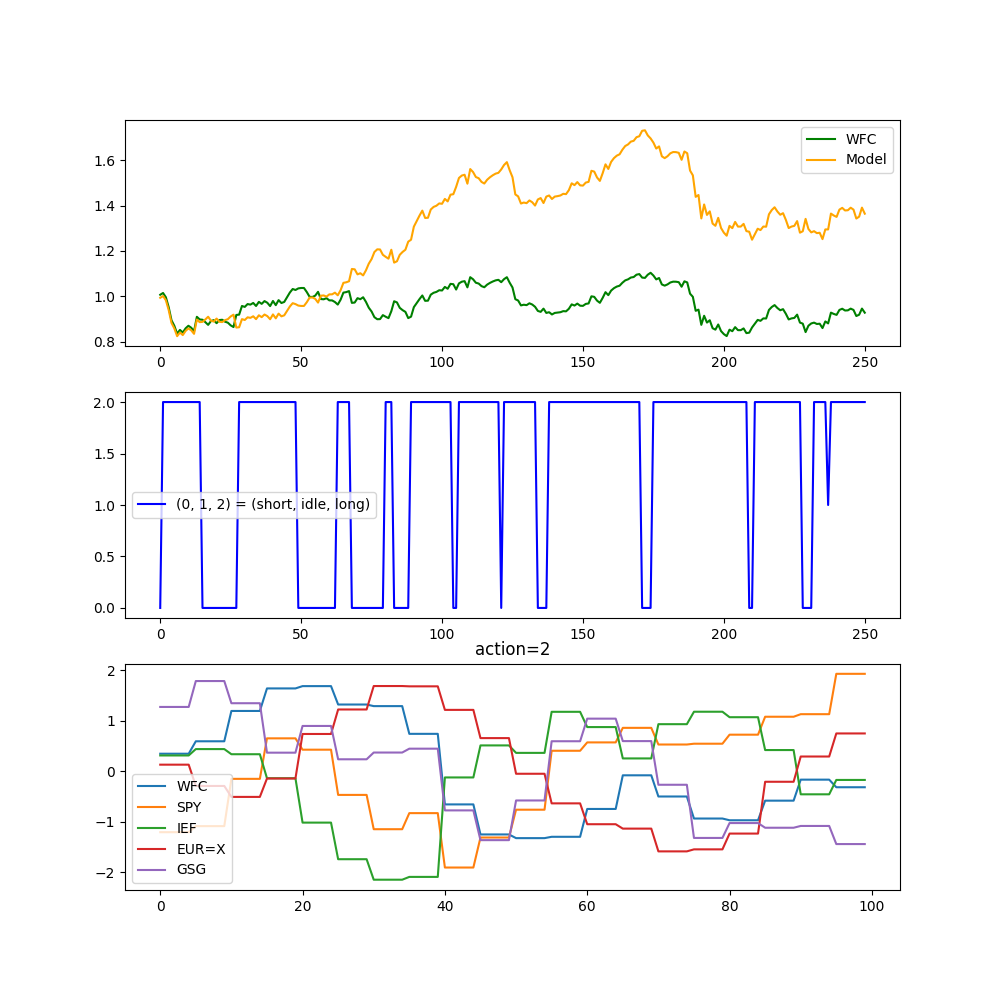 WFC
Model
1.6
1.4
1.2
1.0
0.8
0 50 100 150 200 250
2.0
1.5
1.0
0.5
0.0
(0, 1, 2) = (short, idle, long)
0 50 100 150 200 250
action=2
2
1
0
−1
−2
WFC
SPY
IEF
EUR=X
GSG
0 20 40 60 80 100